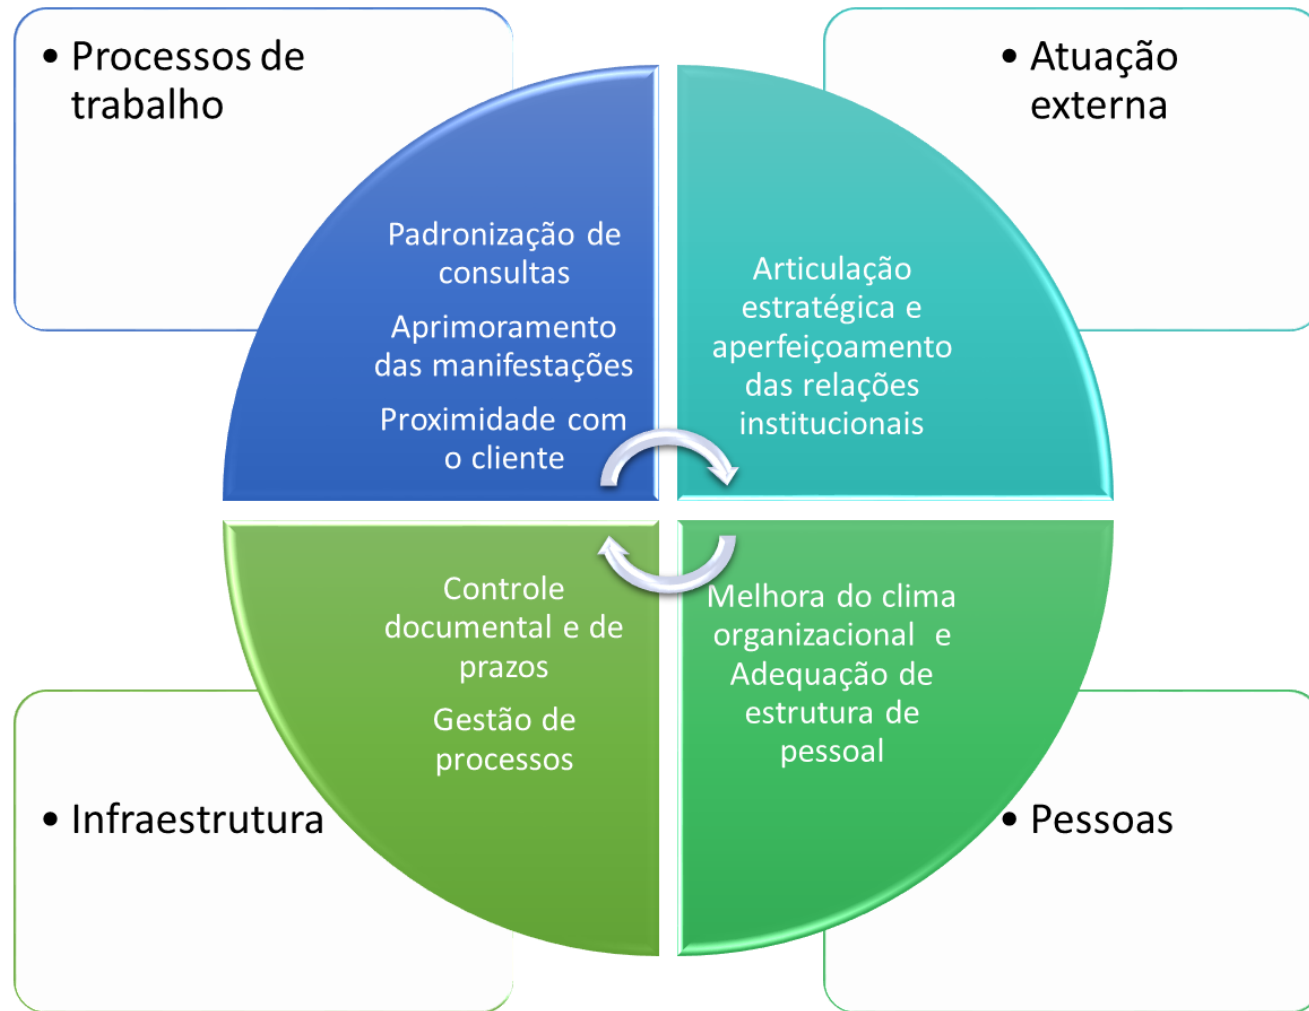 • Processos de
trabalho
• Atuação
externa
Padronização de
consultas
Aprimoramento
das manifestações
Proximidade com
o cliente
Articulação
estratégica e
aperfeiçoamento
das relações
institucionais
Controle
documental e de
prazos
Gestão de
processos
Melhora do clima
organizacional e
Adequação de
estrutura de
pessoal
• Infraestrutura
• Pessoas